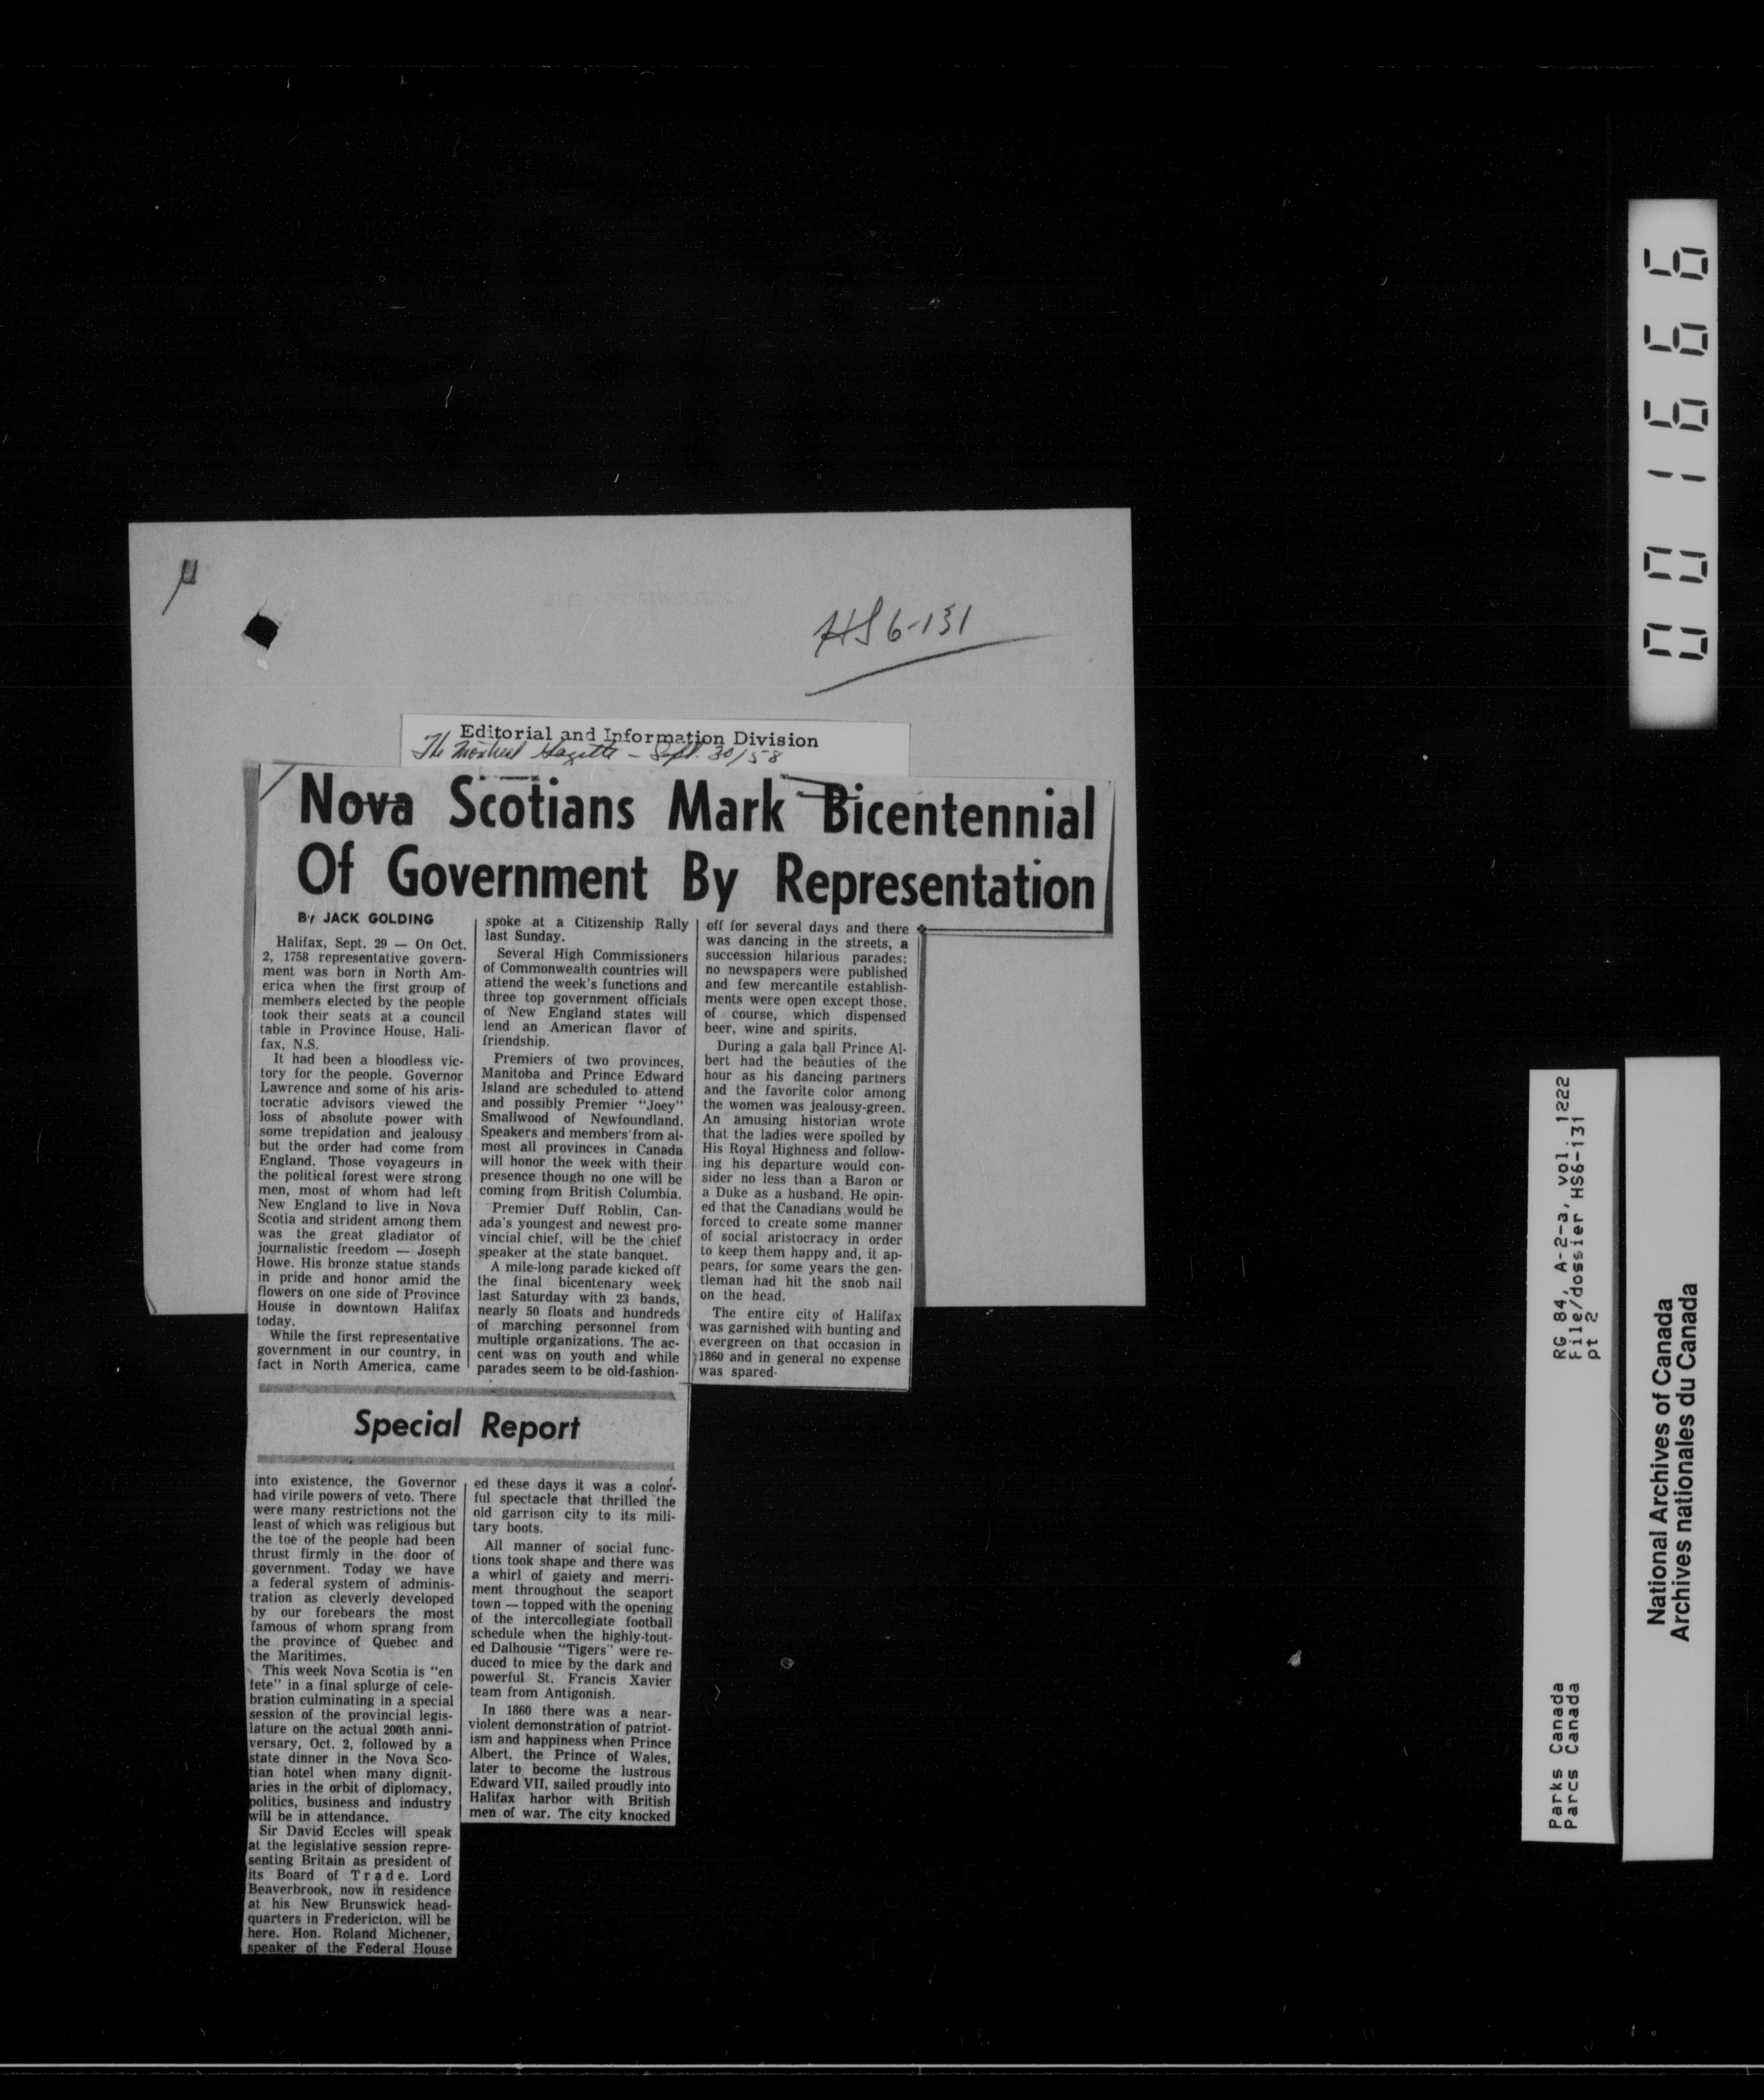 HS6-131
Editorial and Information Division
The Montreal Gazette - Sept. 30/58
Nova Scotians Mark Bicentennial
Of Government By Representation
By JACK GOLDING
Halifax, Sept. 29 — On Oct.
2, 1758 representative govern-
ment was born in North Am-
erica when the first group of
members elected by the people
took their seats at a council
table in Province House, Hali-
fax, N.S.
It had been a bloodless vic-
tory for the people. Governor
Lawrence and some of his aris-
tocratic advisors viewed the
loss of absolute power with
some trepidation and jealousy
but the order had come from
England. Those voyageurs in
the political forest were strong
men, most of whom had left
New England to live in Nova
Scotia and strident among them
was the great gladiator of
journalistic freedom — Joseph
Howe. His bronze statue stands
in pride and honor amid the
flowers on one side of Province
House in downtown Halifax
today.
While the first representative
government in our country, in
fact in North America, came
Special Report
into existence, the Governor
had virile powers of veto. There
were many restrictions not the
least of which was religious but
the toe of the people had been
thrust firmly in the door of
government. Today we have
a federal system of adminis-
tration as cleverly developed
by our forebears the most
famous of whom sprang from
the province of Quebec and
the Maritimes.
This week Nova Scotia is "en
fete" in a final splurge of cele-
bration culminating in a special
session of the provincial legis-
lature on the actual 200th anni-
versary, Oct. 2, followed by a
state dinner in the Nova Sco-
tian hotel when many dignit-
aries in the orbit of diplomacy,
politics, business and industry
will be in attendance.
Sir David Eccles will speak
at the legislative session repre-
senting Britain as president of
its Board of Trade. Lord
Beaverbrook, now in residence
at his New Brunswick head-
quarters in Fredericton, will be
here. Hon. Roland Michener,
speaker of the Federal House
spoke at a Citizenship Rally
last Sunday.
Several High Commissioners
of Commonwealth countries will
attend the week's functions and
three top government officials
of New England states will
lend an American flavor of
friendship.
Premiers of two provinces,
Manitoba and Prince Edward
Island are scheduled to attend
and possibly Premier "Joey"
Smallwood of Newfoundland.
Speakers and members from al-
most all provinces in Canada
will honor the week with their
presence though no one will be
coming from British Columbia.
Premier Duff Roblin, Can-
ada's youngest and newest pro-
vincial chief, will be the chief
speaker at the state banquet.
A mile-long parade kicked off
the final bicentenary week
last Saturday with 23 bands,
nearly 50 floats and hundreds
of marching personnel from
multiple organizations. The ac-
cent was on youth and while
parades seem to be old-fashion-
ed these days it was a color-
ful spectacle that thrilled the
old garrison city to its mili-
tary boots.
All manner of social func-
tions took shape and there was
a whirl of gaiety and merri-
ment throughout the seaport
town — topped with the opening
of the intercollegiate football
schedule when the highly-tout-
ed Dalhousie "Tigers" were re-
duced to mice by the dark and
powerful St. Francis Xavier
team from Antigonish.
In 1860 there was a near-
violent demonstration of patriot-
ism and happiness when Prince
Albert, the Prince of Wales,
later to become the lustrous
Edward VII, sailed proudly into
Halifax harbor with British
men of war. The city knocked
off for several days and there
was dancing in the streets, a
succession hilarious parades;
no newspapers were published
and few mercantile establish-
ments were open except those,
of course, which dispensed
beer, wine and spirits.
During a gala ball Prince Al-
bert had the beauties of the
hour as his dancing partners
and the favorite color among
the women was jealousy-green.
An amusing historian wrote
that the ladies were spoiled by
His Royal Highness and follow-
ing his departure would con-
sider no less than a Baron or
a Duke as a husband. He opin-
ed that the Canadians would be
forced to create some manner
of social aristocracy in order
to keep them happy and, it ap-
pears, for some years the gen-
tleman had hit the snob nail
on the head.
The entire city of Halifax
was garnished with bunting and
evergreen on that occasion in
1860 and in general no expense
was spared.
001666
Parks Canada RG 84, A-2-a, vol. 1222
Parcs Canada File/dossier HS6-131
pt 2
National Archives of Canada
Archives nationales du Canada